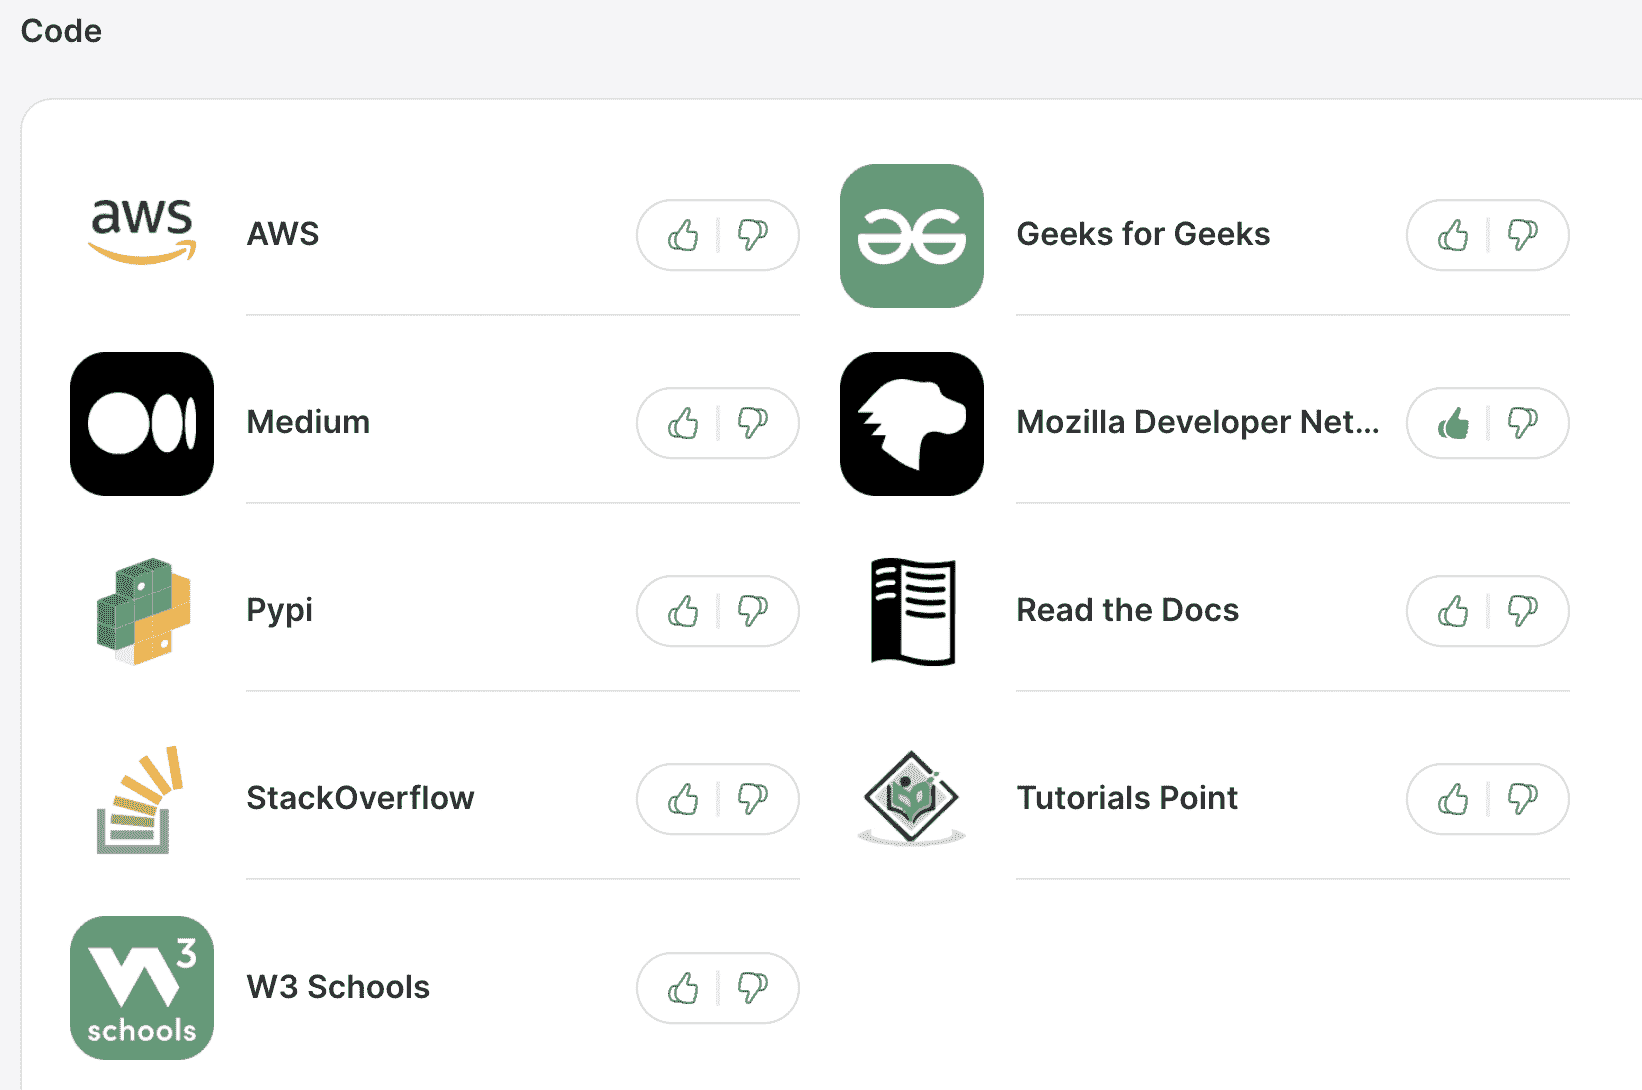 Code
aws
AWS
Geeks for Geeks
Medium
Mozilla Developer Net...
Pypi
Read the Docs
StackOverflow
Tutorials Point
W3
schools
W3 Schools